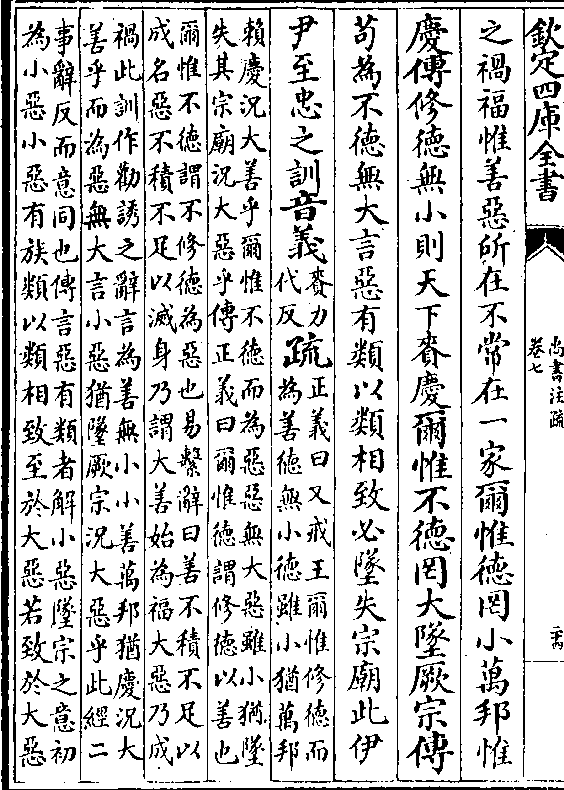 欽定四庫全書
尚書注疏
卷七
之禍福惟善惡所在不常在一家爾惟德罔小萬邦惟
慶傳修德無小則天下賚慶爾惟不德罔大墜厥宗傳
苟為不德無大言惡有類以類相致必墜失宗廟此伊
尹至忠之訓音義賚力
代反疏正義曰又戒王爾惟修德而
為善德無小德雖小猶萬邦
賴慶況大善乎爾惟不德而為惡惡無大惡雖小猶墜
失其宗廟況大惡乎傳正義曰爾惟德謂修德以善也
爾惟不德謂不修德為惡也易繫辭曰善不積不足以
成名惡不積不足以滅身乃謂大善始為福大惡乃成
禍此訓作勸誘之辭言為善無小小善萬邦猶慶況大
善乎而為惡無大言小惡猶墜厥宗況大惡乎此經二
事辭反而意同也傳言惡有類者解小惡墜宗之意初
為小惡小惡有族類以類相致至於大惡若致於大惡